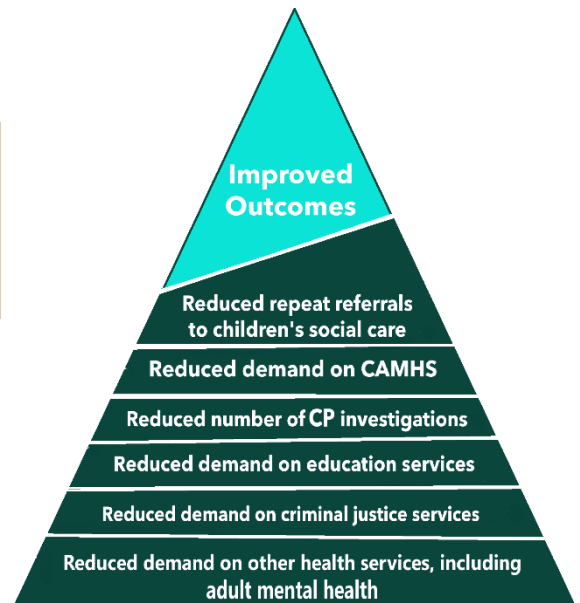 Improved
Outcomes
Reduced repeat referrals
to children's social care
Reduced demand on CAMHS
Reduced number of CP investigations
Reduced demand on education services
Reduced demand on criminal justice services
Reduced demand on other health services, including
adult mental health